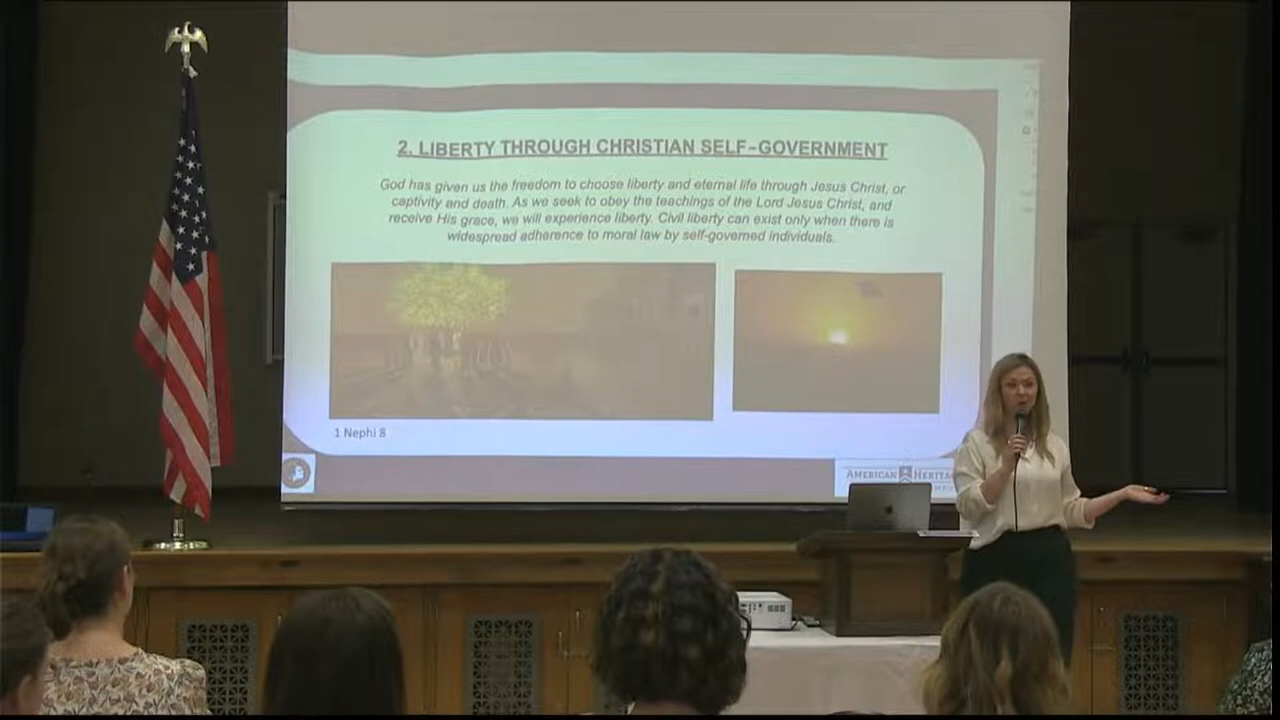 2. LIBERTY THROUGH CHRISTIAN SELF-GOVERNMENT
God has given us the freedom to choose liberty and eternal life through Jesus Christ, or
captivity and death. As we seek to obey the teachings of the Lord Jesus Christ, and
receive His grace, we will experience liberty. Civil liberty can exist only when there is
widespread adherence to moral law by self-governed individuals.
1 Nephi 8
AMERICAN